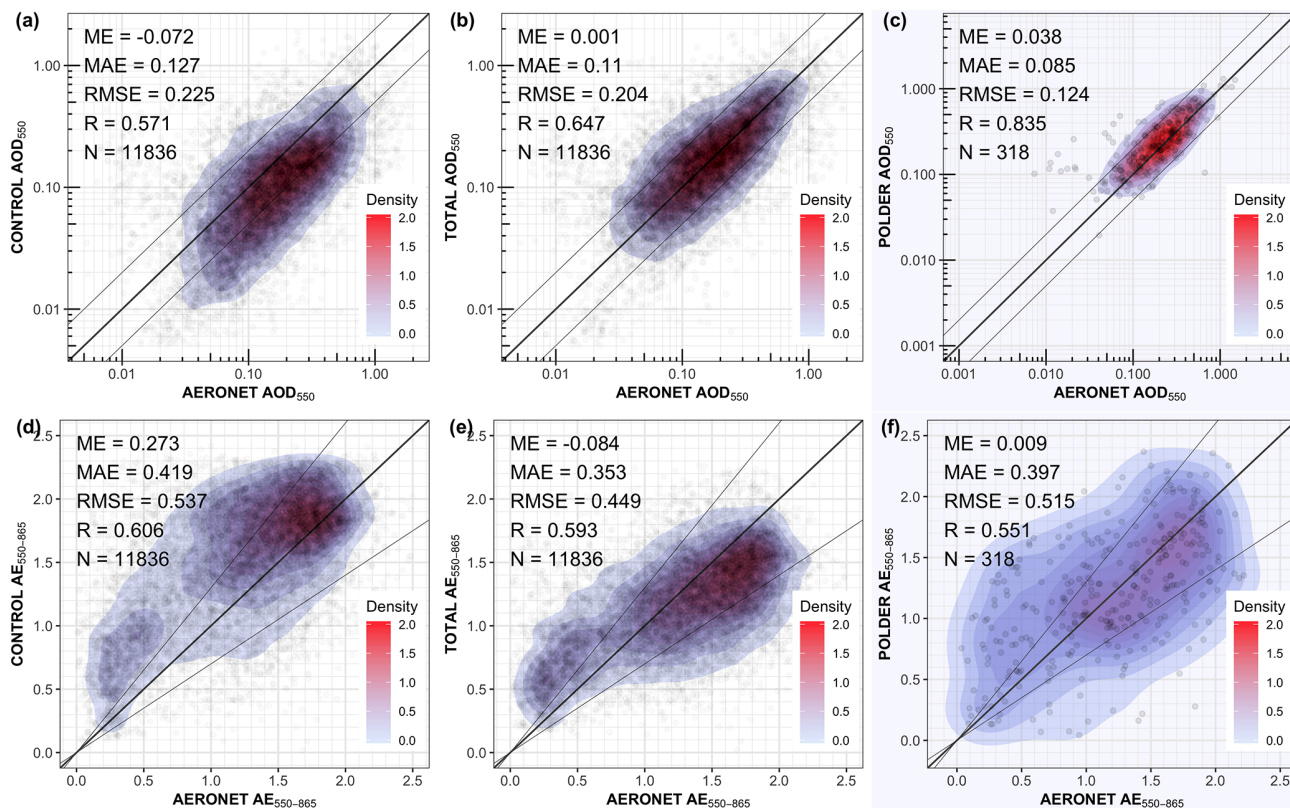 (a)
ME = -0.072
MAE = 0.127
RMSE = 0.225
R = 0.571
N = 11836
CONTROL AOD550
1.00
0.10
0.01
Density
2.0
1.5
1.0
0.5
0.0
0.01 0.10 1.00
AERONET AOD550
(b)
ME = 0.001
MAE = 0.11
RMSE = 0.204
R = 0.647
N = 11836
TOTAL AOD550
1.00
0.10
0.01
Density
2.0
1.5
1.0
0.5
0.0
0.01 0.10 1.00
AERONET AOD550
(c)
ME = 0.038
MAE = 0.085
RMSE = 0.124
R = 0.835
N = 318
POLDER AOD550
1.000
0.100
0.010
0.001
Density
2.0
1.5
1.0
0.5
0.0
0.001 0.010 0.100 1.000
AERONET AOD550
(d)
ME = 0.273
MAE = 0.419
RMSE = 0.537
R = 0.606
N = 11836
CONTROL AE550−865
2.5
2.0
1.5
1.0
0.5
0.0
Density
2.0
1.5
1.0
0.5
0.0
0.0 0.5 1.0 1.5 2.0 2.5
AERONET AE550−865
(e)
ME = -0.084
MAE = 0.353
RMSE = 0.449
R = 0.593
N = 11836
TOTAL AE550−865
2.5
2.0
1.5
1.0
0.5
0.0
Density
2.0
1.5
1.0
0.5
0.0
0.0 0.5 1.0 1.5 2.0 2.5
AERONET AE550−865
(f)
ME = 0.009
MAE = 0.397
RMSE = 0.515
R = 0.551
N = 318
POLDER AE550−865
2.5
2.0
1.5
1.0
0.5
0.0
Density
2.0
1.5
1.0
0.5
0.0
0.0 0.5 1.0 1.5 2.0 2.5
AERONET AE550−865